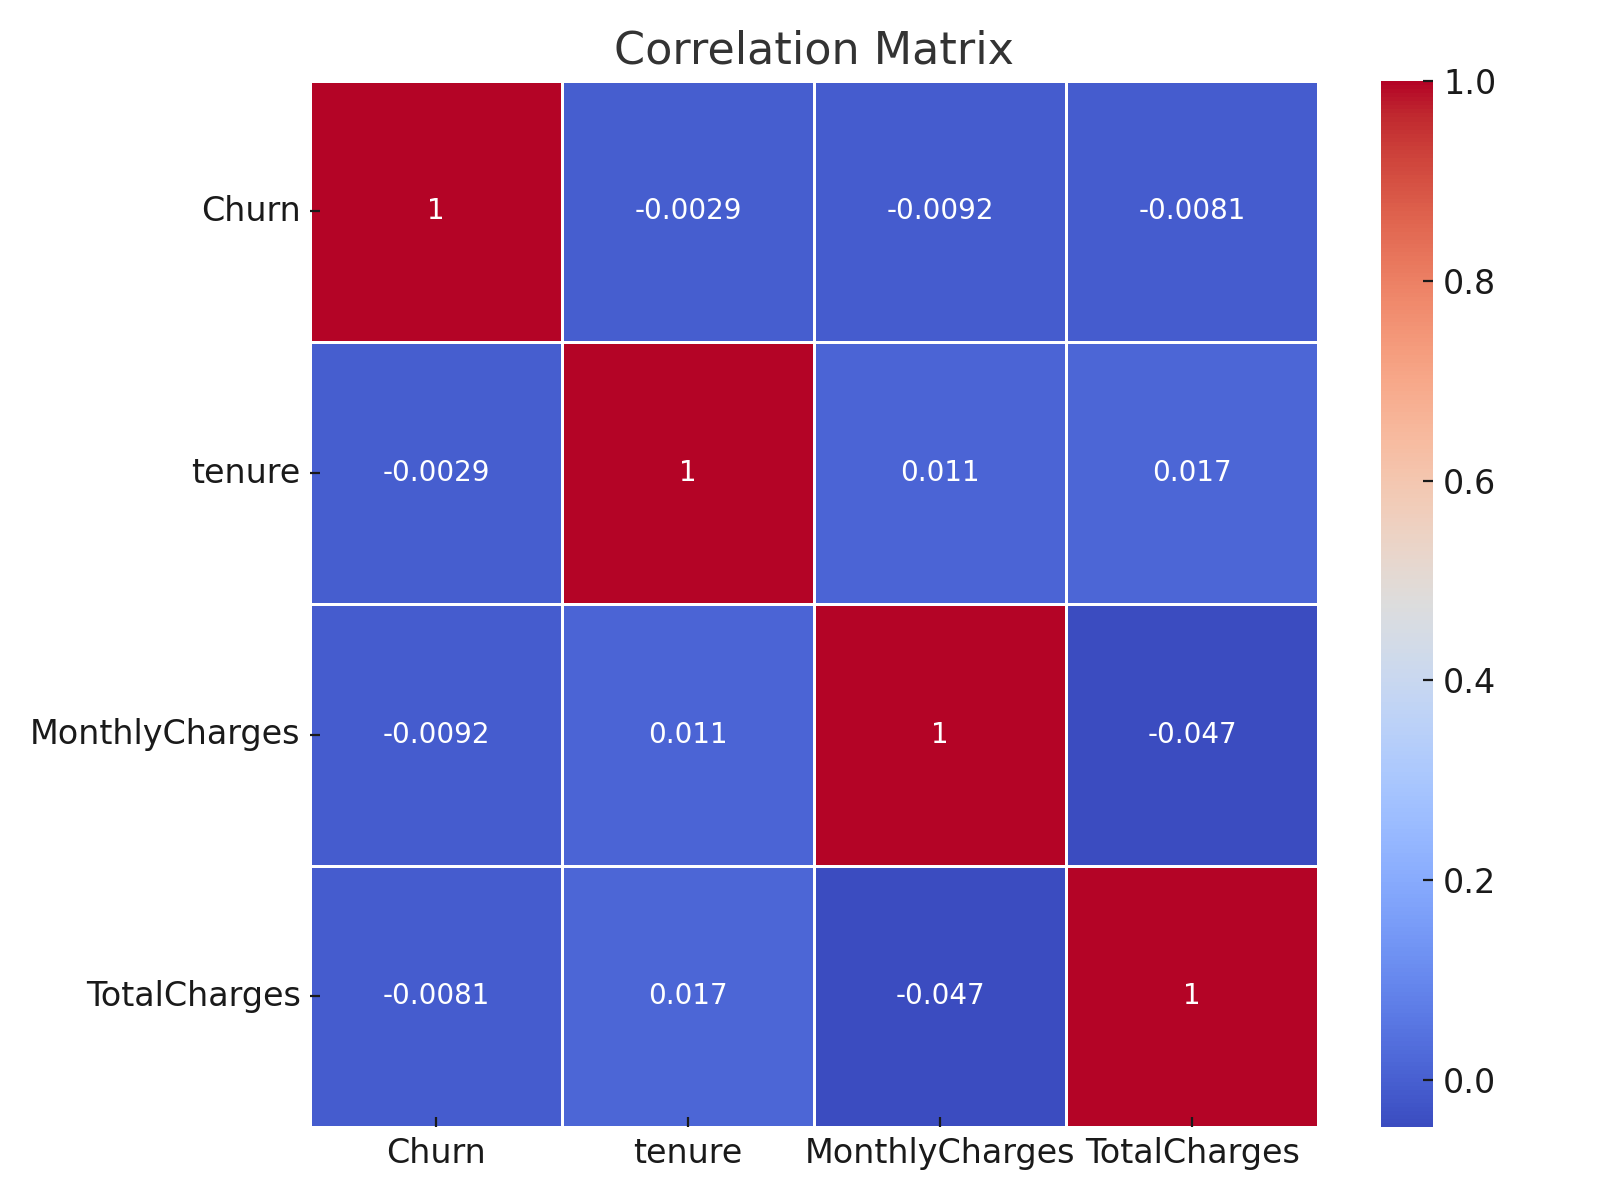 Correlation Matrix
1.0
Churn 1 -0.0029 -0.0092 -0.0081
0.8
tenure -0.0029 1 0.011 0.017
0.6
0.4
MonthlyCharges -0.0092 0.011 1 -0.047
0.2
TotalCharges -0.0081 0.017 -0.047 1
0.0
Churn tenure MonthlyCharges TotalCharges